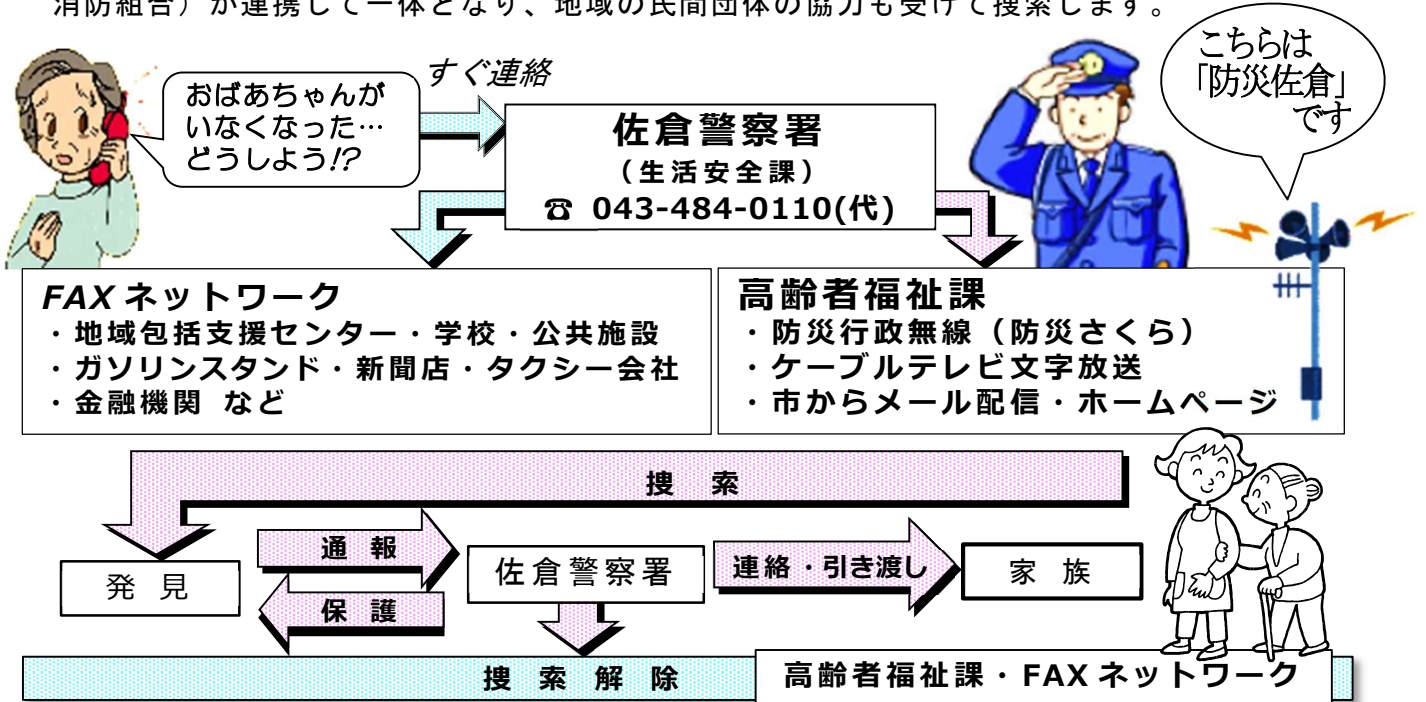 消防組合）が連携して一体となり、地域の民間団体の協力も受けて捜索します。
おばあちゃんが
いなくなった…
どうしよう!?
すぐ連絡
佐倉警察署
（生活安全課）
☎ 043-484-0110(代)
こちらは
「防災佐倉」
です
FAX ネットワーク
・地域包括支援センター・学校・公共施設
・ガソリンスタンド・新聞店・タクシー会社
・金融機関 など
高齢者福祉課
・防災行政無線（防災さくら）
・ケーブルテレビ文字放送
・市からメール配信・ホームページ
捜 索
発 見
通 報
保 護
佐倉警察署
連絡・引き渡し
家 族
捜 索 解 除
高齢者福祉課・FAX ネットワーク